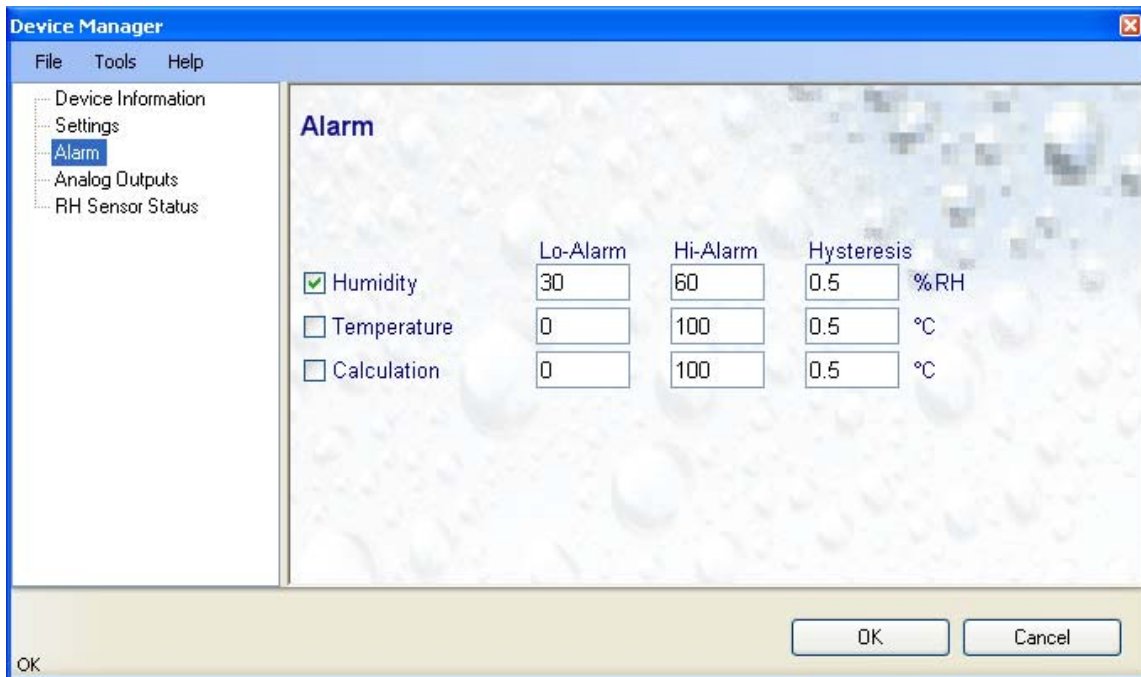 Device Manager
File Tools Help
Device Information
Settings
Alarm
Analog Outputs
RH Sensor Status
Alarm
Lo-Alarm Hi-Alarm Hysteresis
Humidity 30 60 0.5 %RH
Temperature 0 100 0.5 °C
Calculation 0 100 0.5 °C
OK Cancel
OK